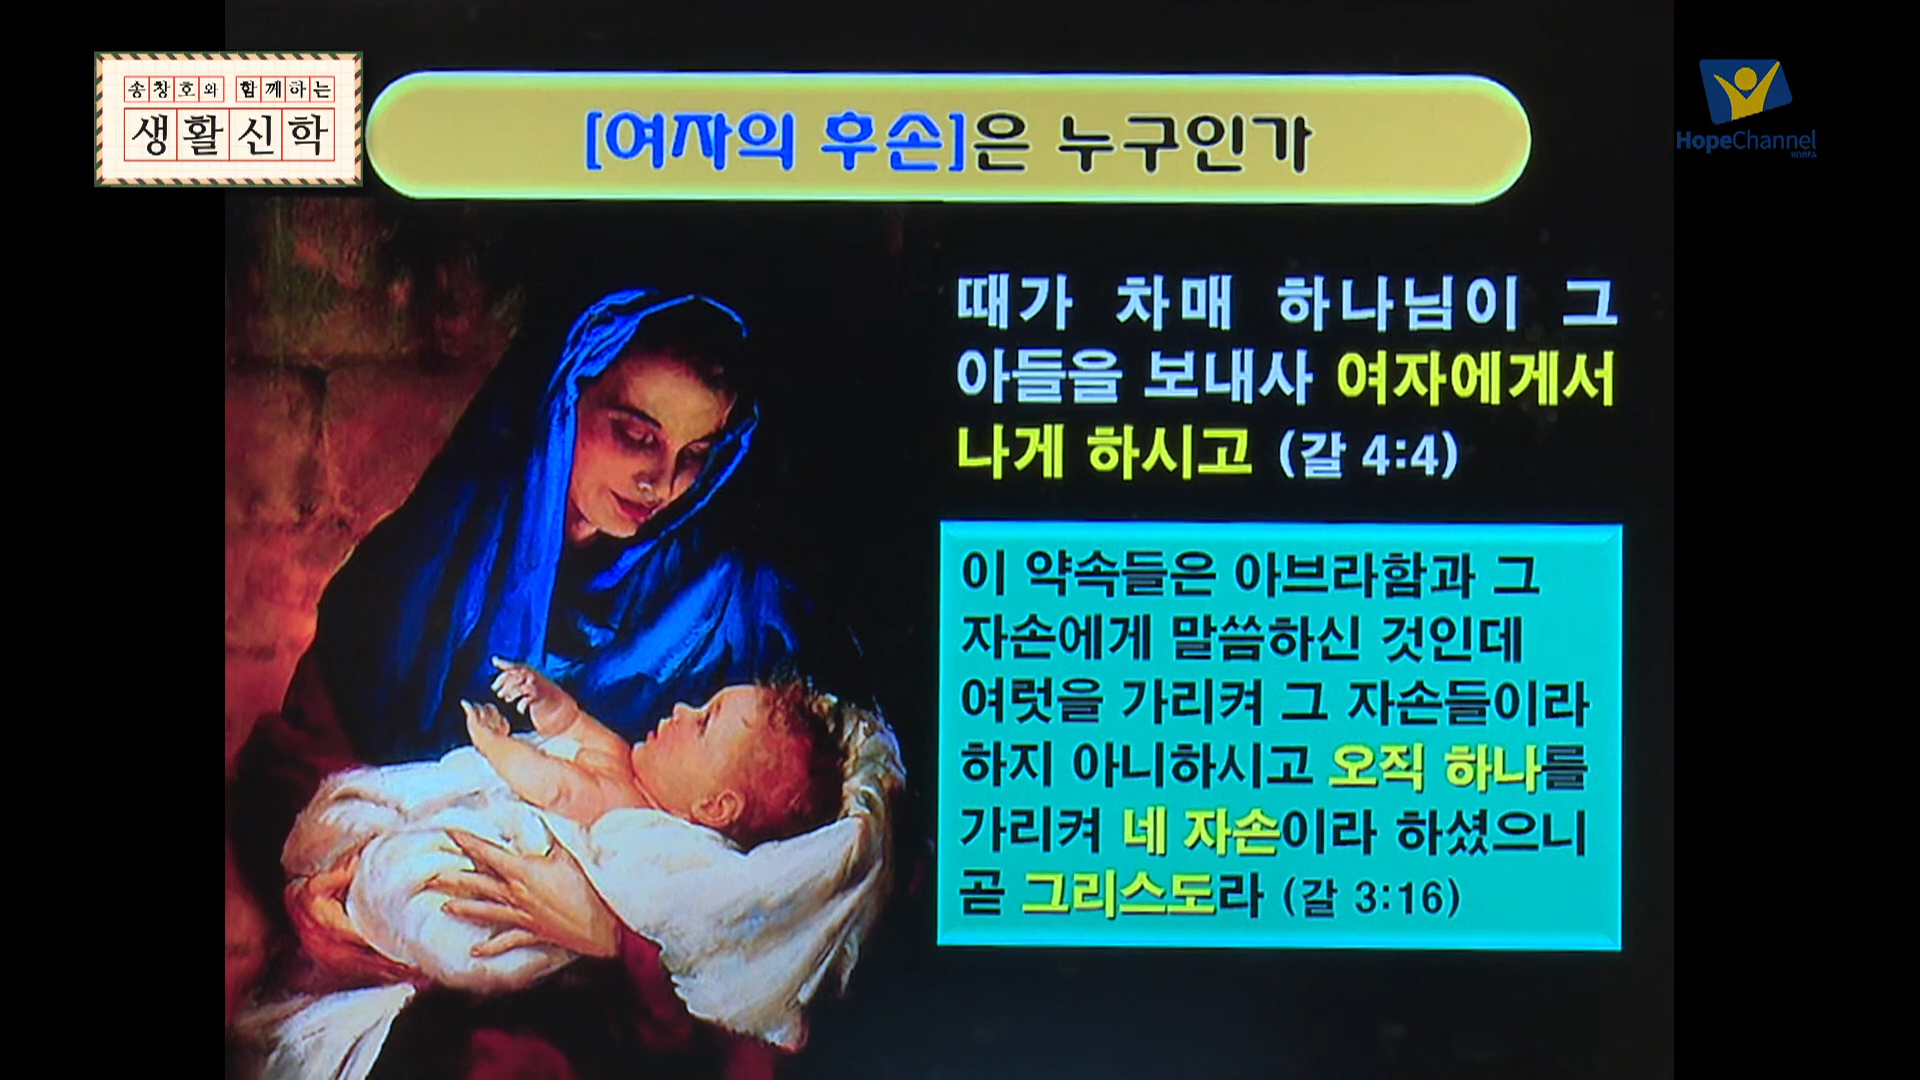 송창호와 함께하는
생활신학
[여자의 후손]은 누구인가
HopeChannel
KOREA
때가 차매 하나님이 그
아들을 보내사 여자에게서
나게 하시고 (갈 4:4)
이 약속들은 아브라함과 그
자손에게 말씀하신 것인데
여럿을 가리켜 그 자손들이라
하지 아니하시고 오직 하나를
가리켜 네 자손이라 하셨으니
곧 그리스도라 (갈 3:16)